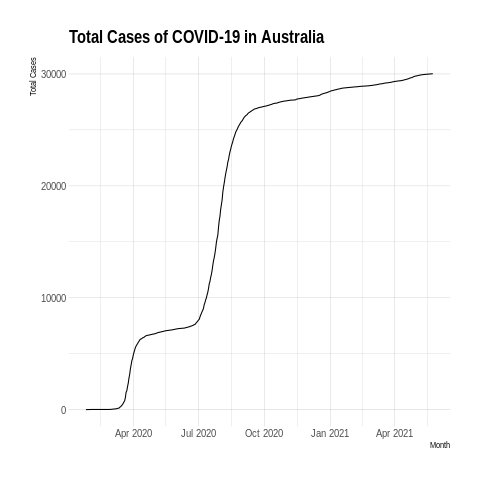 Total Cases of COVID-19 in Australia
Total Cases
30000
20000
10000
0
Apr 2020 Jul 2020 Oct 2020 Jan 2021 Apr 2021
Month